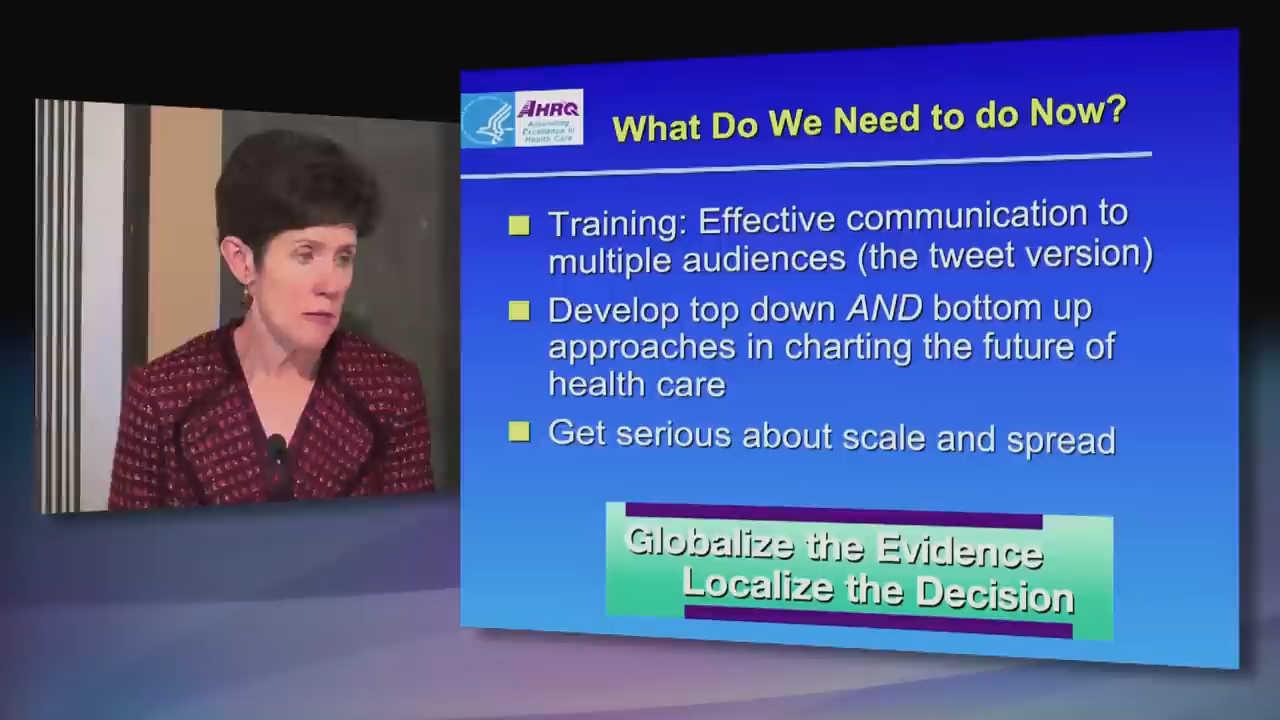 AHRQ
Advancing
Excellence in
Health Care
What Do We Need to do Now?
Training: Effective communication to
multiple audiences (the tweet version)
Develop top down AND bottom up
approaches in charting the future of
health care
Get serious about scale and spread
Globalize the Evidence
Localize the Decision